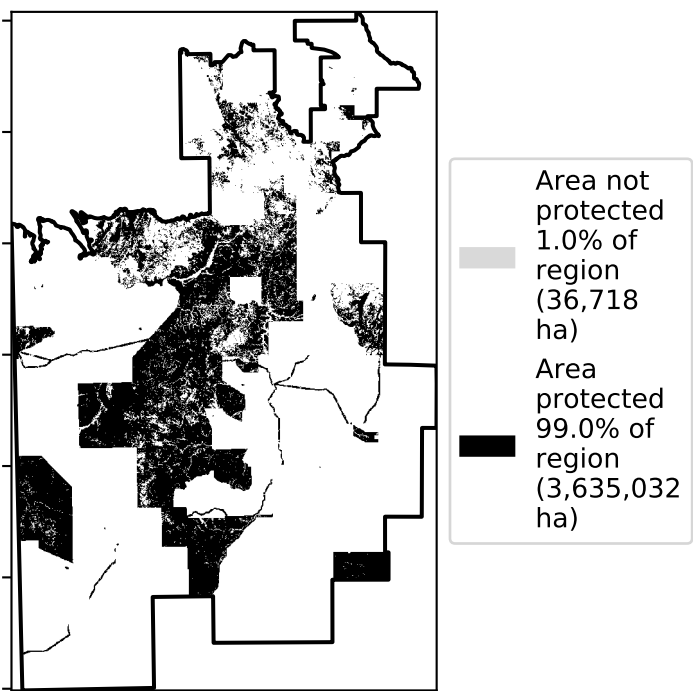 Area not
protected
1.0% of
region
(36,718
ha)
Area
protected
99.0% of
region
(3,635,032
ha)